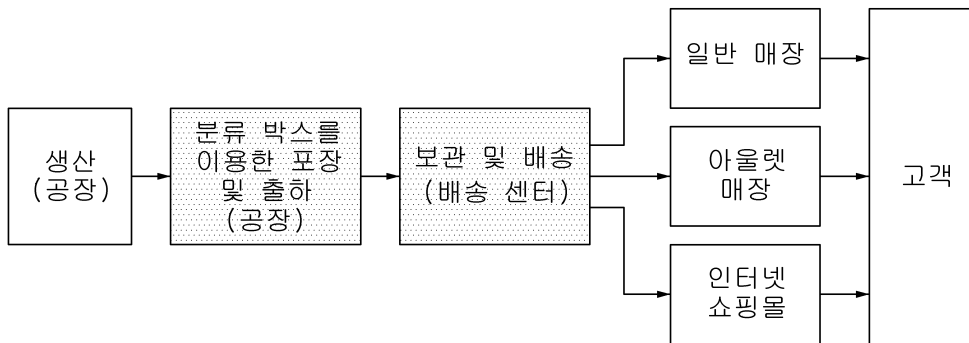 생산
(공장)
분류 박스를
이용한 포장
및 출하
(공장)
보관 및 배송
(배송 센터)
일반 매장
아울렛
매장
인터넷
쇼핑몰
고객